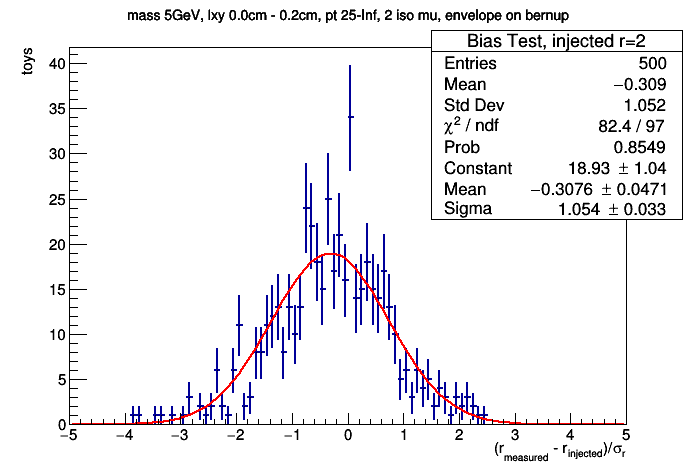 mass 5GeV, lxy 0.0cm - 0.2cm, pt 25-Inf, 2 iso mu, envelope on bernup
Bias Test, injected r=2
Entries 500
Mean −0.309
Std Dev 1.052
χ² / ndf 82.4 / 97
Prob 0.8549
Constant 18.93 ± 1.04
Mean −0.3076 ± 0.0471
Sigma 1.054 ± 0.033
toys
40
35
30
25
20
15
10
5
0
−5 −4 −3 −2 −1 0 1 2 3 4 5
(r_measured - r_injected)/σ_r